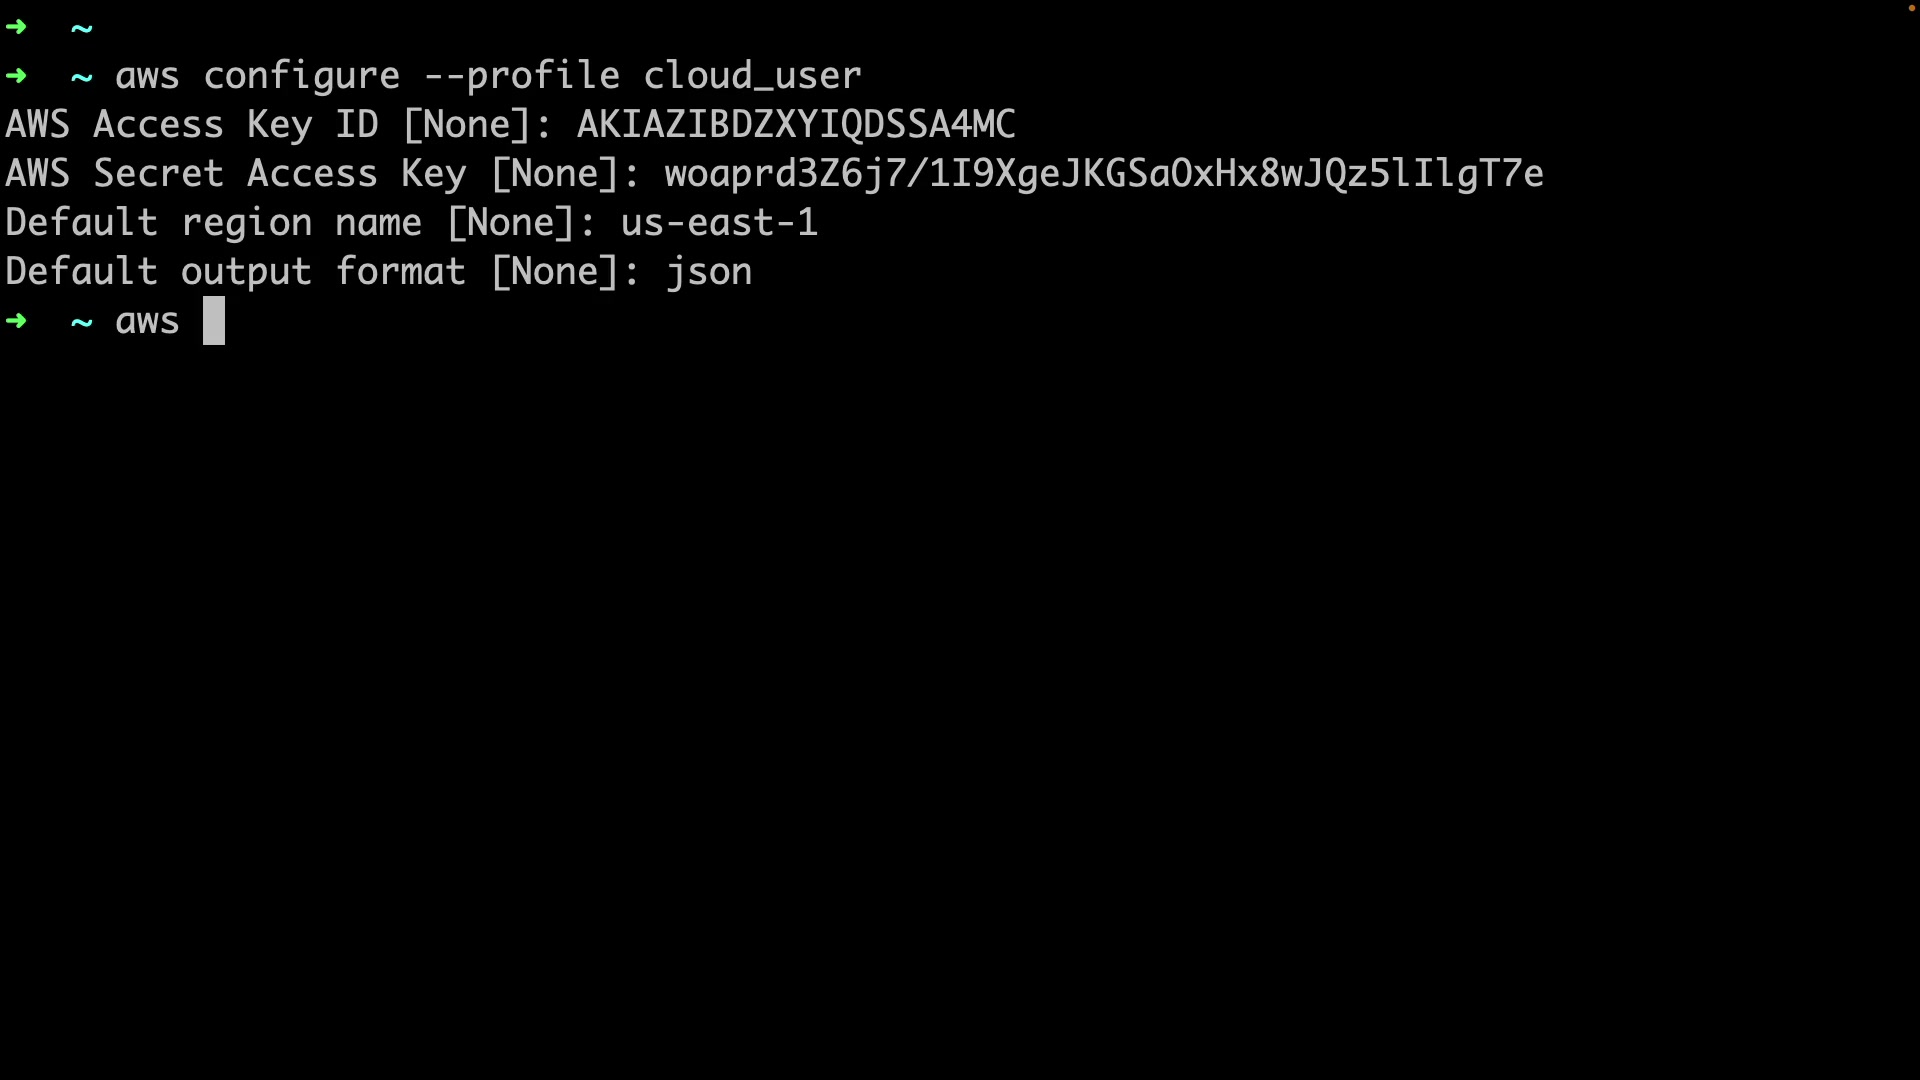 ➜  ~
➜  ~ aws configure --profile cloud_user
AWS Access Key ID [None]: AKIAZIBDZXYIQDSSA4MC
AWS Secret Access Key [None]: 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
Default region name [None]: us-east-1
Default output format [None]: json
➜  ~ aws